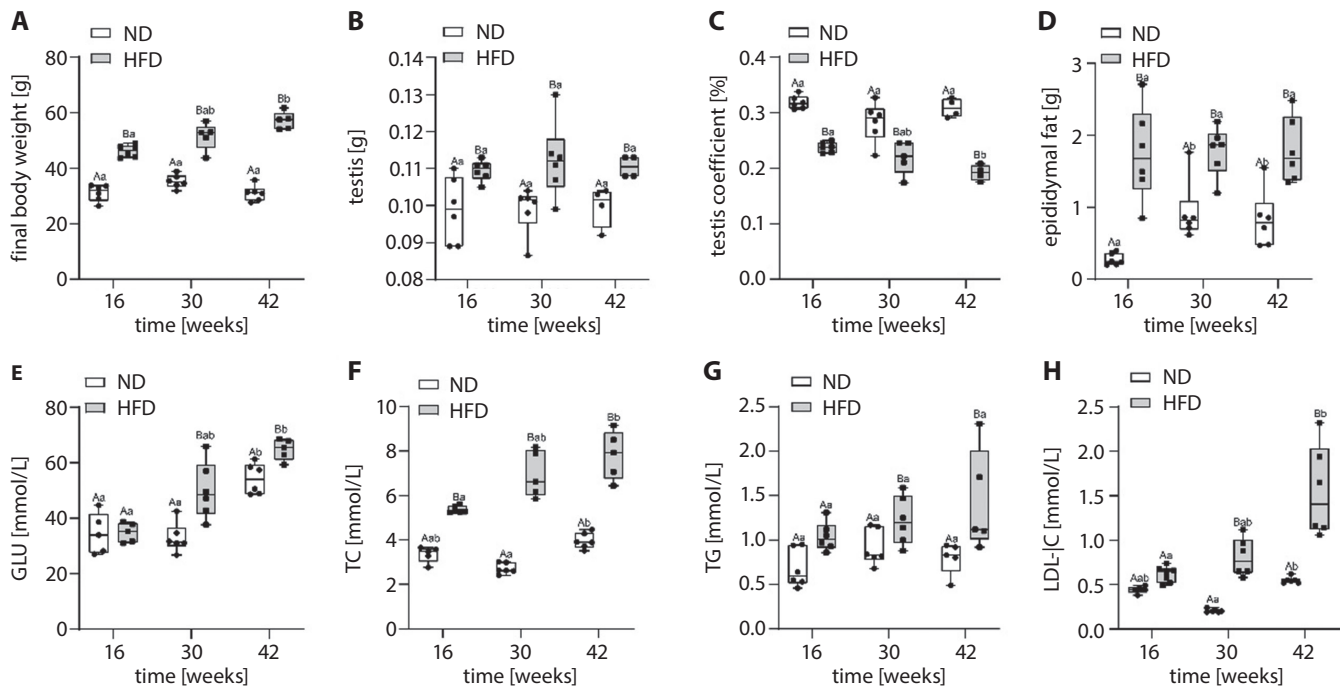 A
ND
HFD
final body weight [g]
80
60
40
20
0
Aa
Ba
Aa
Bab
Aa
Bb
16
30
42
time [weeks]
B
ND
HFD
testis [g]
0.14
0.13
0.12
0.11
0.10
0.09
0.08
Aa
Ba
Aa
Ba
Aa
Ba
16
30
42
time [weeks]
C
ND
HFD
testis coefficient [%]
0.4
0.3
0.2
0.1
0.0
Aa
Ba
Aa
Bab
Aa
Bb
16
30
42
time [weeks]
D
ND
HFD
epididymal fat [g]
3
2
1
0
Aa
Ba
Ab
Ba
Ab
Ba
16
30
42
time [weeks]
E
ND
HFD
GLU [mmol/L]
80
60
40
20
0
Aa
Aa
Aa
Bab
Ab
Bb
16
30
42
time [weeks]
F
ND
HFD
TC [mmol/L]
10
8
6
4
2
0
Aab
Ba
Aa
Bab
Ab
Bb
16
30
42
time [weeks]
G
ND
HFD
TG [mmol/L]
2.5
2.0
1.5
1.0
0.5
0.0
Aa
Aa
Aa
Ba
Aa
Ba
16
30
42
time [weeks]
H
ND
HFD
LDL-|C [mmol/L]
2.5
2.0
1.5
1.0
0.5
0.0
Aab
Aa
Aa
Bab
Ab
Bb
16
30
42
time [weeks]